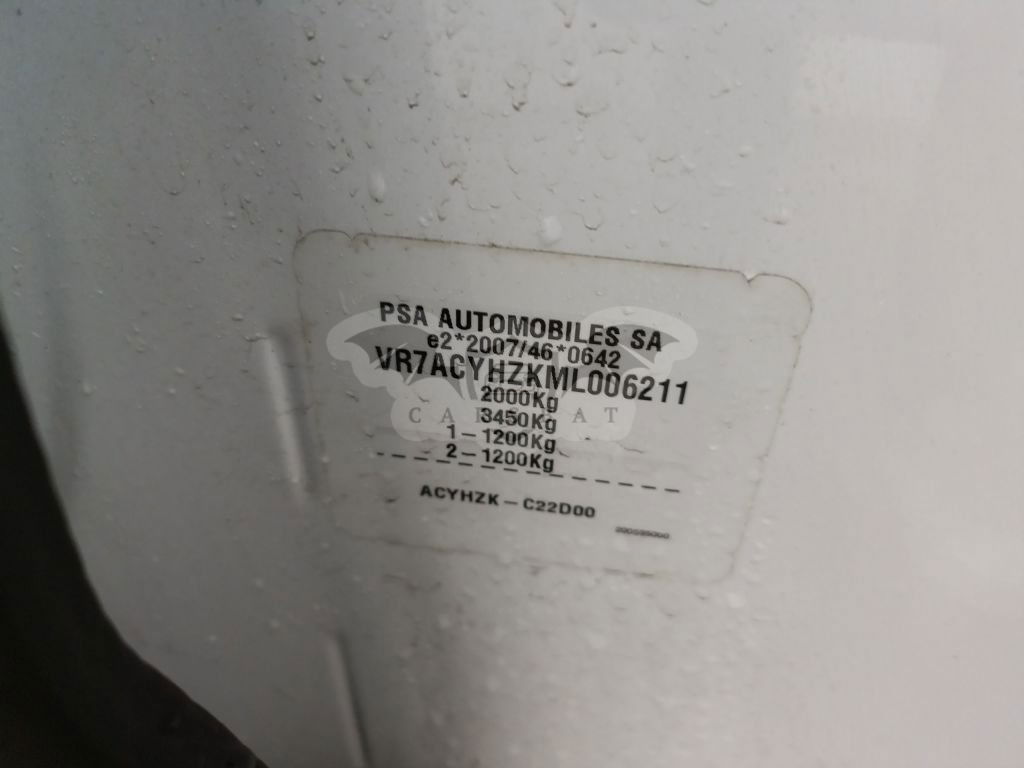 PSA AUTOMOBILES SA
e2*2007/46*0642
VR7ACYHZKML006211
2000Kg
3450Kg
1-1200Kg
2-1200Kg
ACYHZK-C22D00